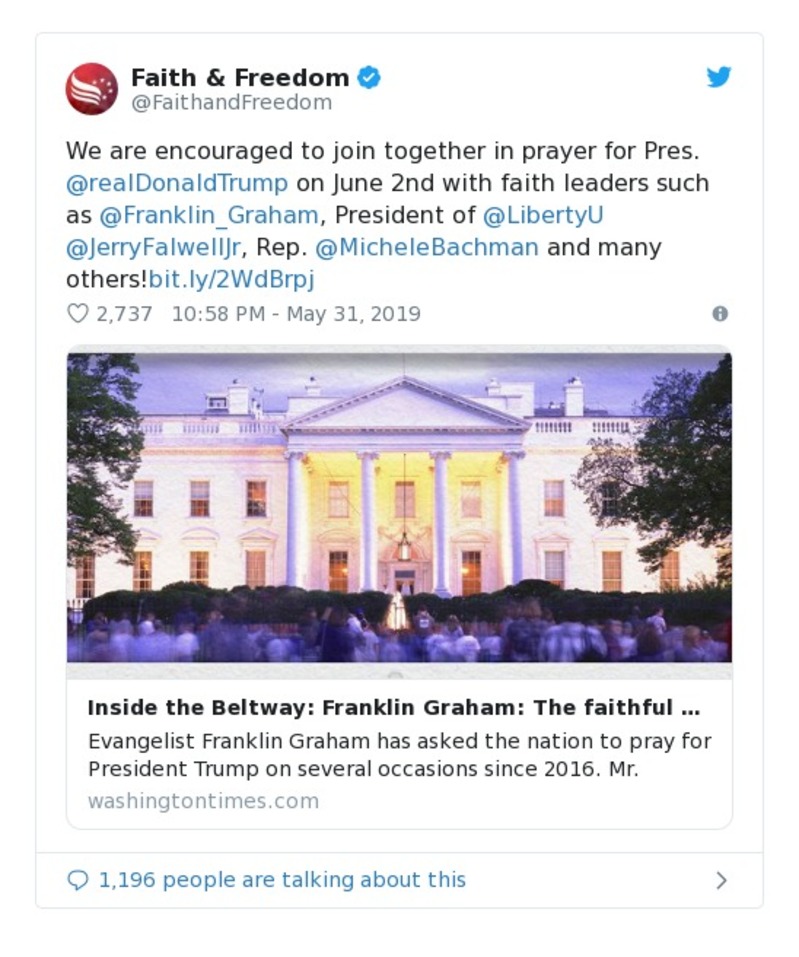 Faith & Freedom
@FaithandFreedom
We are encouraged to join together in prayer for Pres.
@realDonaldTrump on June 2nd with faith leaders such
as @Franklin_Graham, President of @LibertyU
@JerryFalwellJr, Rep. @MicheleBachman and many
others!bit.ly/2WdBrpj
2,737 10:58 PM - May 31, 2019
Inside the Beltway: Franklin Graham: The faithful ...
Evangelist Franklin Graham has asked the nation to pray for
President Trump on several occasions since 2016. Mr.
washingtontimes.com
1,196 people are talking about this